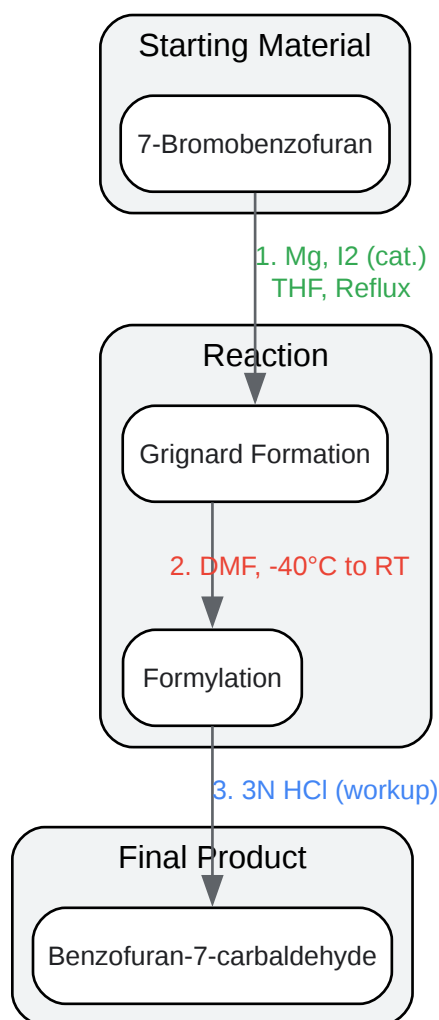 Starting Material
7-Bromobenzofuran
1. Mg, I2 (cat.)
THF, Reflux
Reaction
Grignard Formation
2. DMF, -40°C to RT
Formylation
3. 3N HCl (workup)
Final Product
Benzofuran-7-carbaldehyde